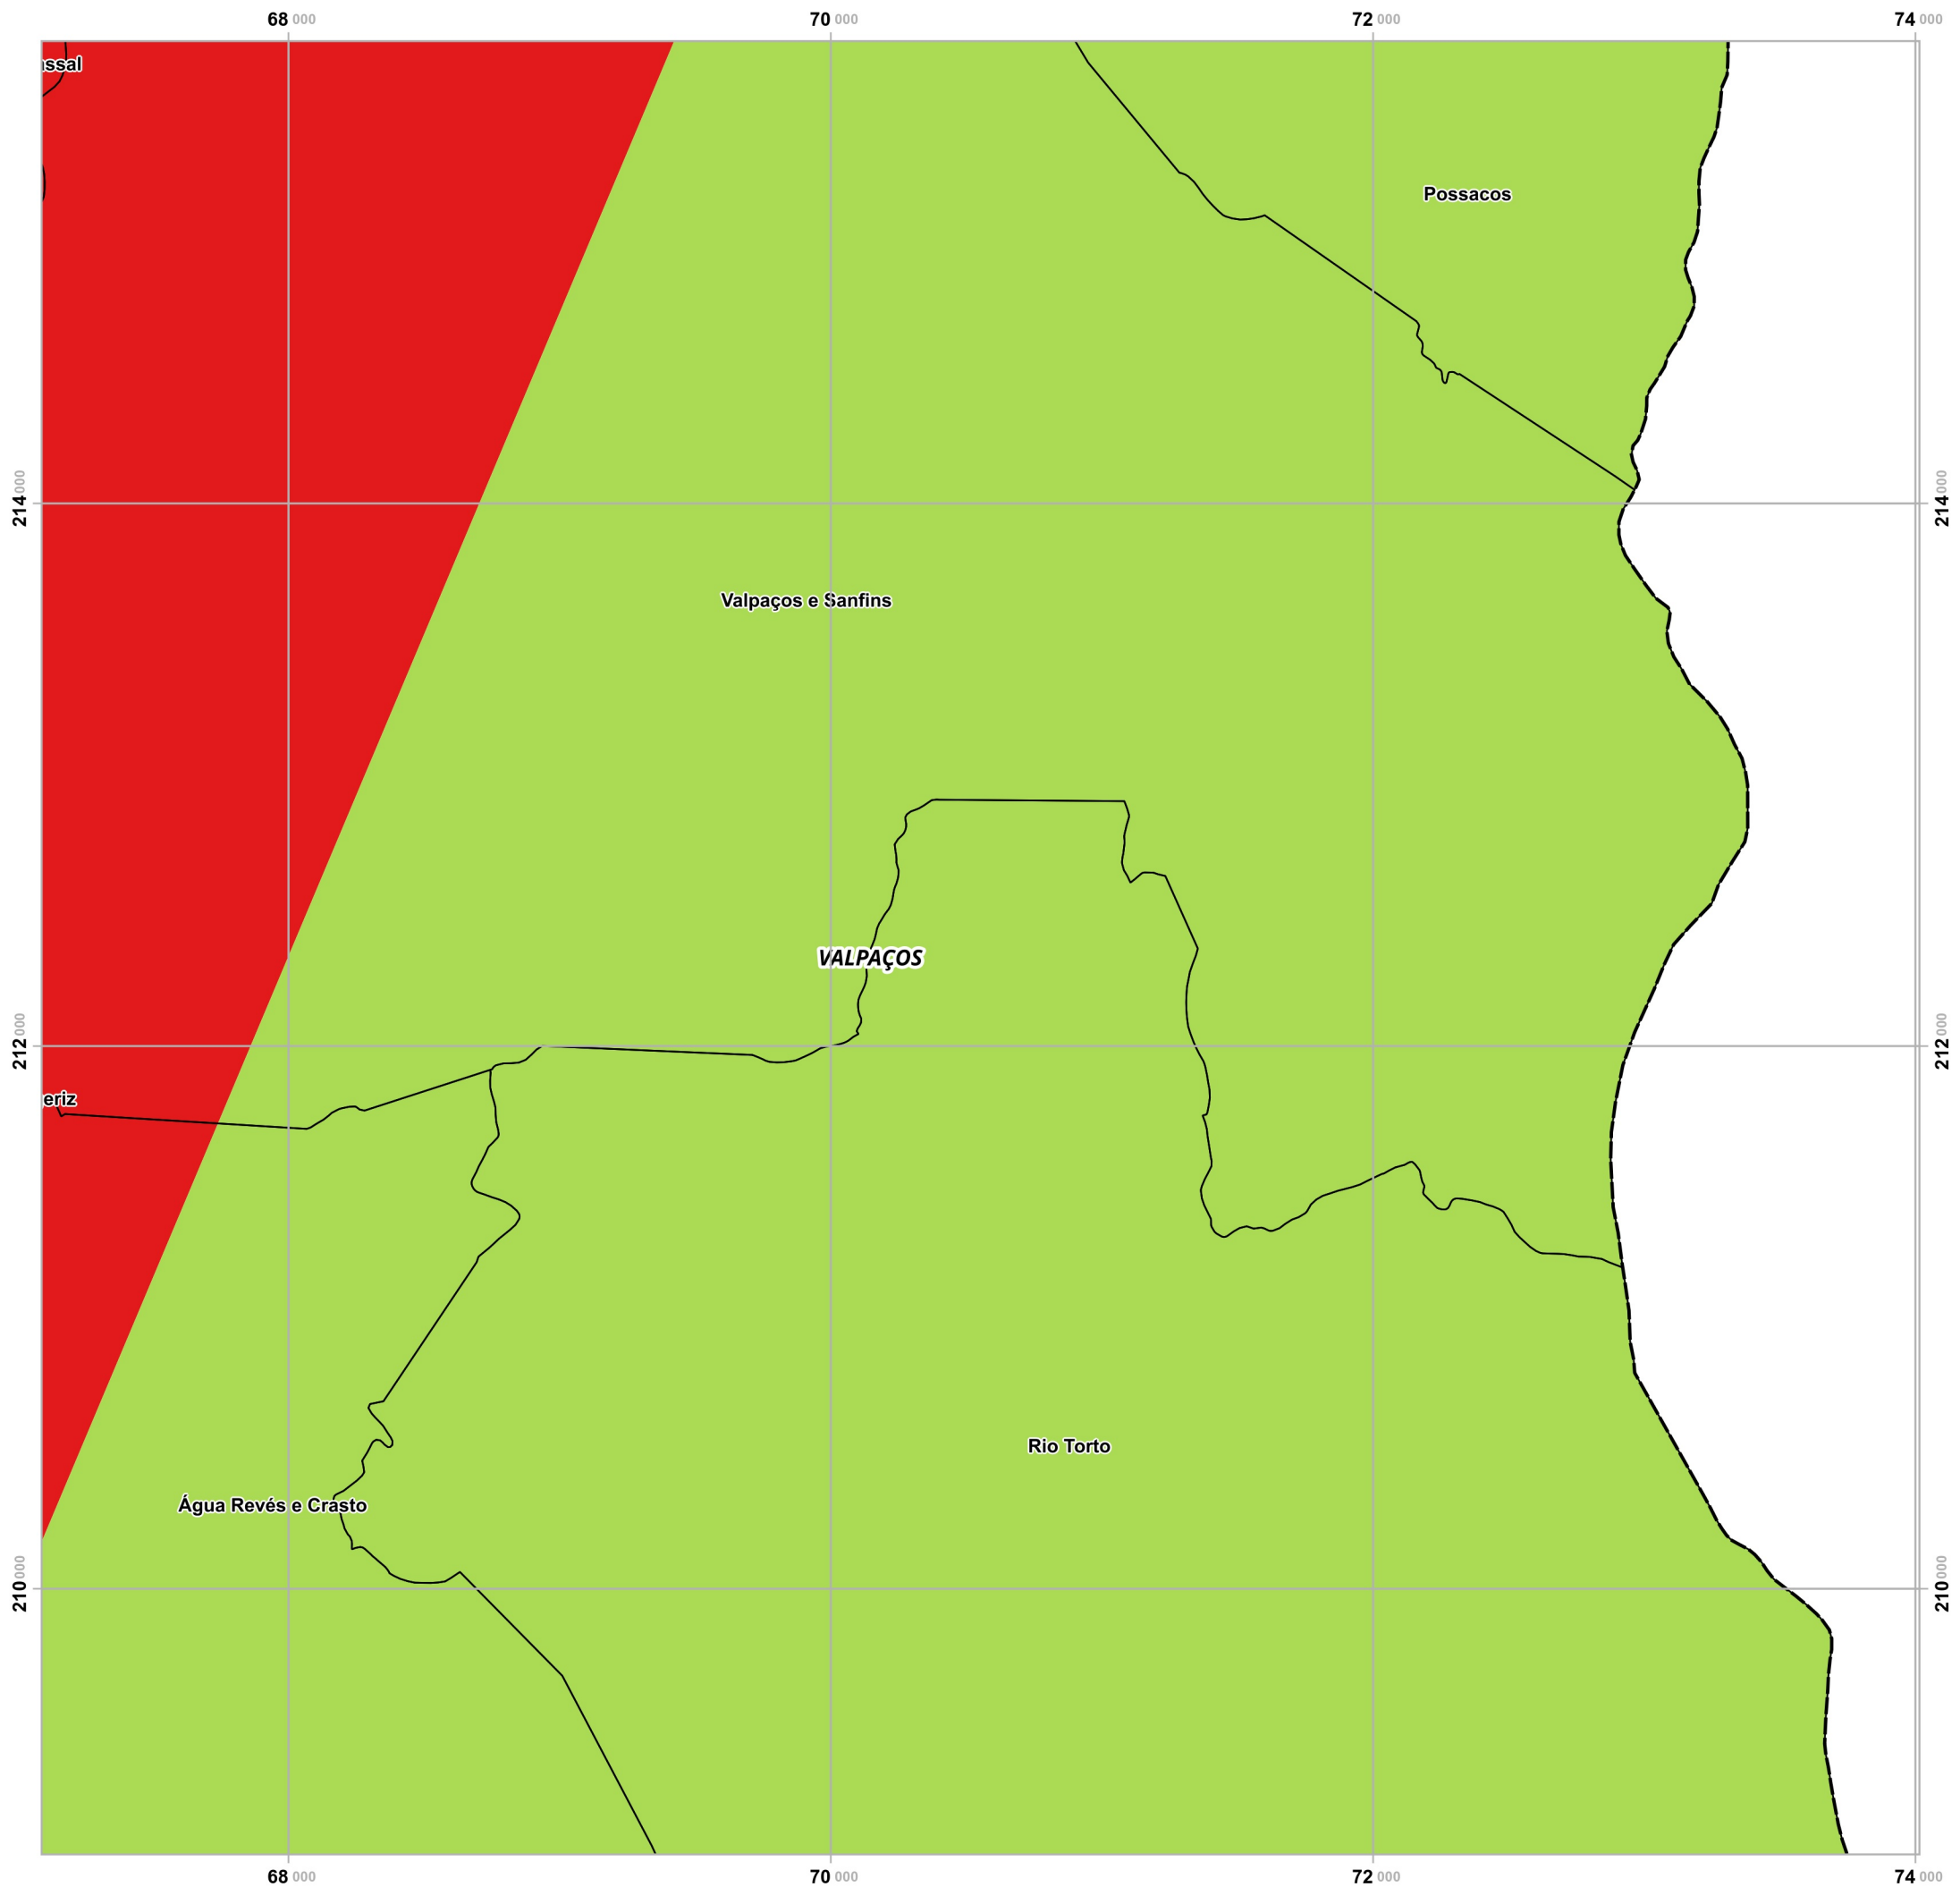 68 000 70 000 72 000 74 000
assal
Possacos
214 000 214 000
Valpaços e Sanfins
VALPAÇOS
212 000 212 000
eriz
Rio Torto
Água Revés e Crasto
210 000 210 000
68 000 70 000 72 000 74 000